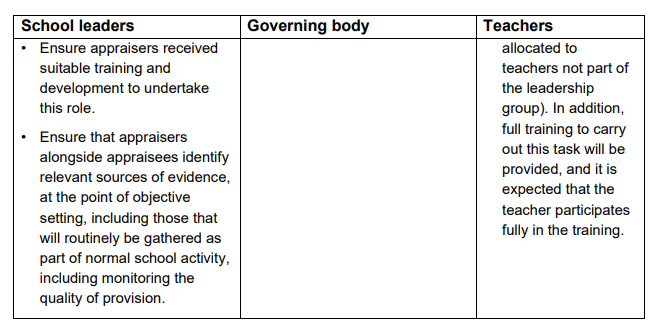 School leaders
Governing body
Teachers
• Ensure appraisers received
suitable training and
development to undertake
this role.
• Ensure that appraisers
alongside appraisees identify
relevant sources of evidence,
at the point of objective
setting, including those that
will routinely be gathered as
part of normal school activity,
including monitoring the
quality of provision.
allocated to
teachers not part of
the leadership
group). In addition,
full training to carry
out this task will be
provided, and it is
expected that the
teacher participates
fully in the training.